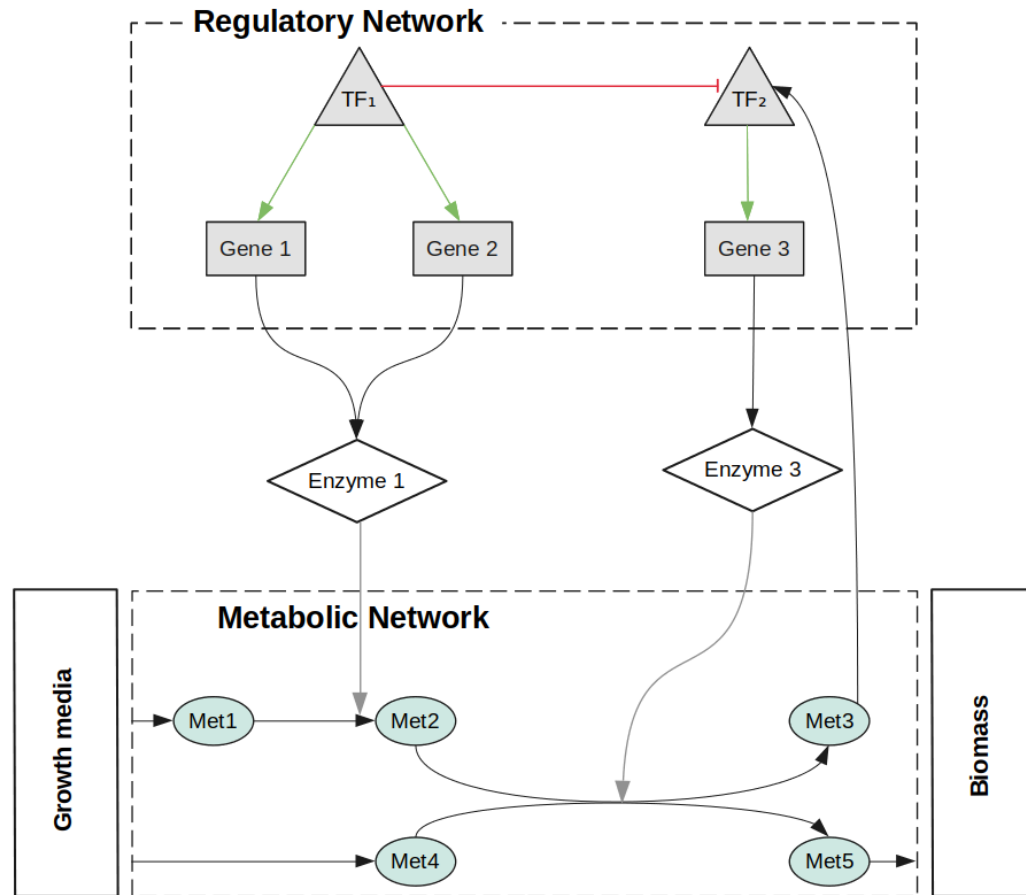 Regulatory Network
TF₁
TF₂
Gene 1
Gene 2
Gene 3
Enzyme 1
Enzyme 3
Growth media
Metabolic Network
Biomass
Met1
Met2
Met3
Met4
Met5